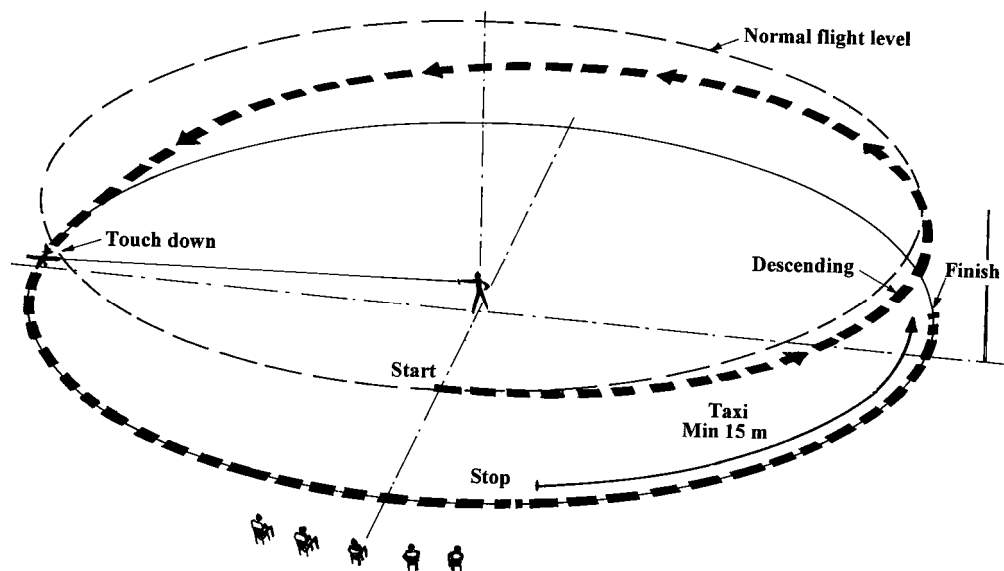 Normal flight level
Touch down
Descending
Finish
Start
Taxi
Min 15 m
Stop